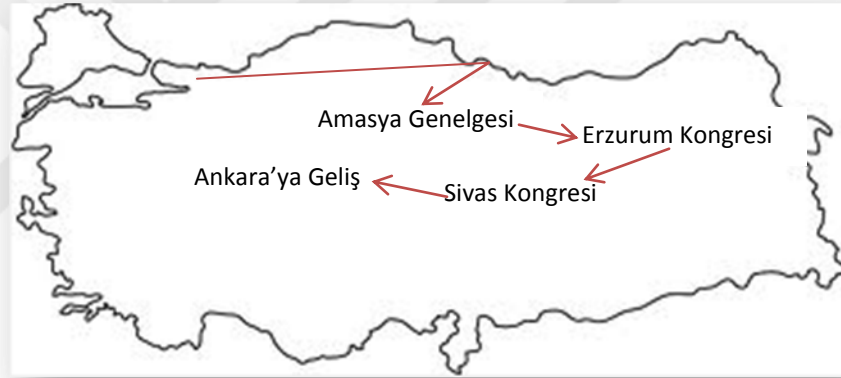 Amasya Genelgesi
Erzurum Kongresi
Ankara’ya Geliş
Sivas Kongresi